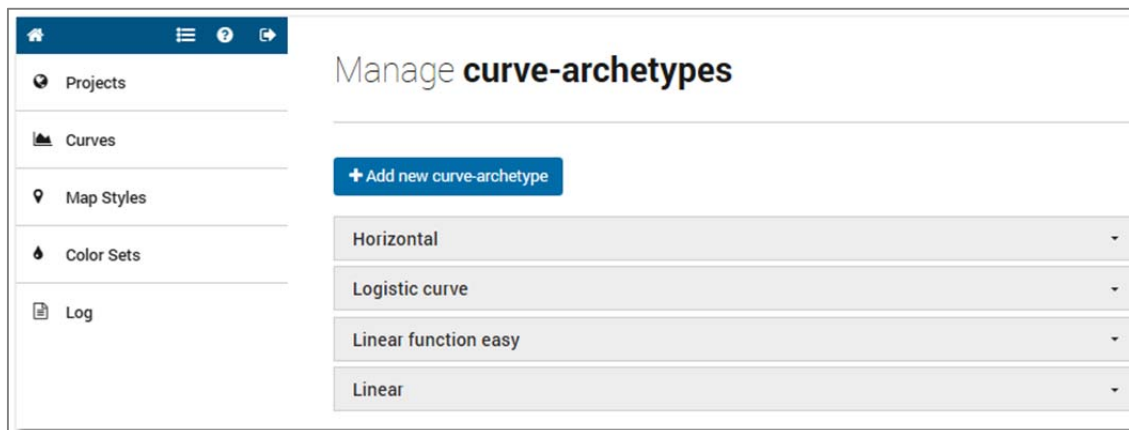 Projects
Curves
Map Styles
Color Sets
Log
Manage curve-archetypes
+ Add new curve-archetype
Horizontal
Logistic curve
Linear function easy
Linear